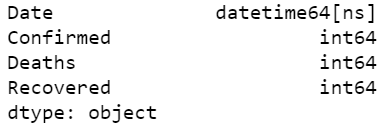 Date                 datetime64[ns]
Confirmed                     int64
Deaths                        int64
Recovered                     int64
dtype: object